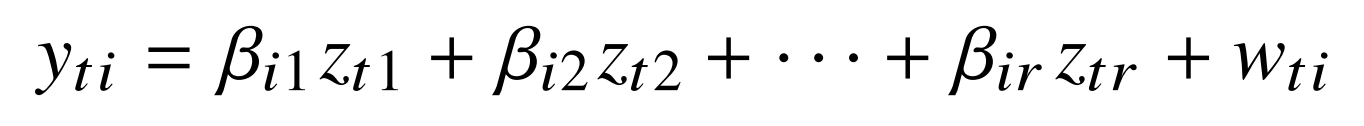 y_{ti} = β_{i1} z_{t1} + β_{i2} z_{t2} + · · · + β_{ir} z_{tr} + w_{ti}